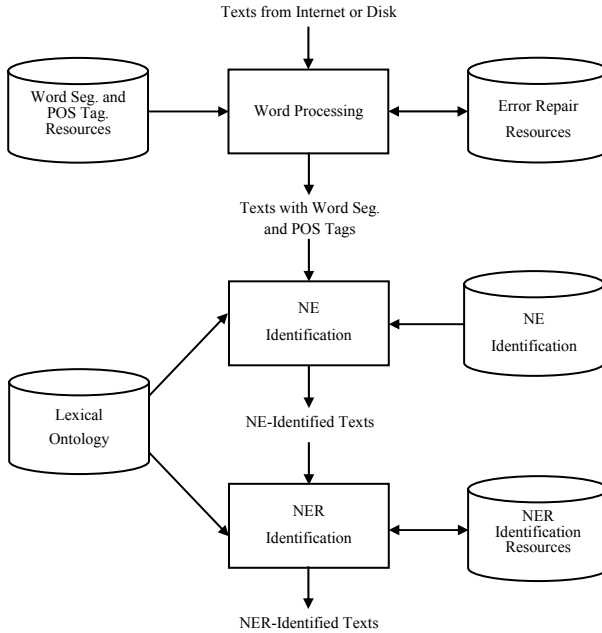 Texts from Internet or Disk
Word Seg. and
POS Tag.
Resources
Word Processing
Error Repair
Resources
Texts with Word Seg.
and POS Tags
NE
Identification
NE
Identification
Lexical
Ontology
NE-Identified Texts
NER
Identification
NER
Identification
Resources
NER-Identified Texts